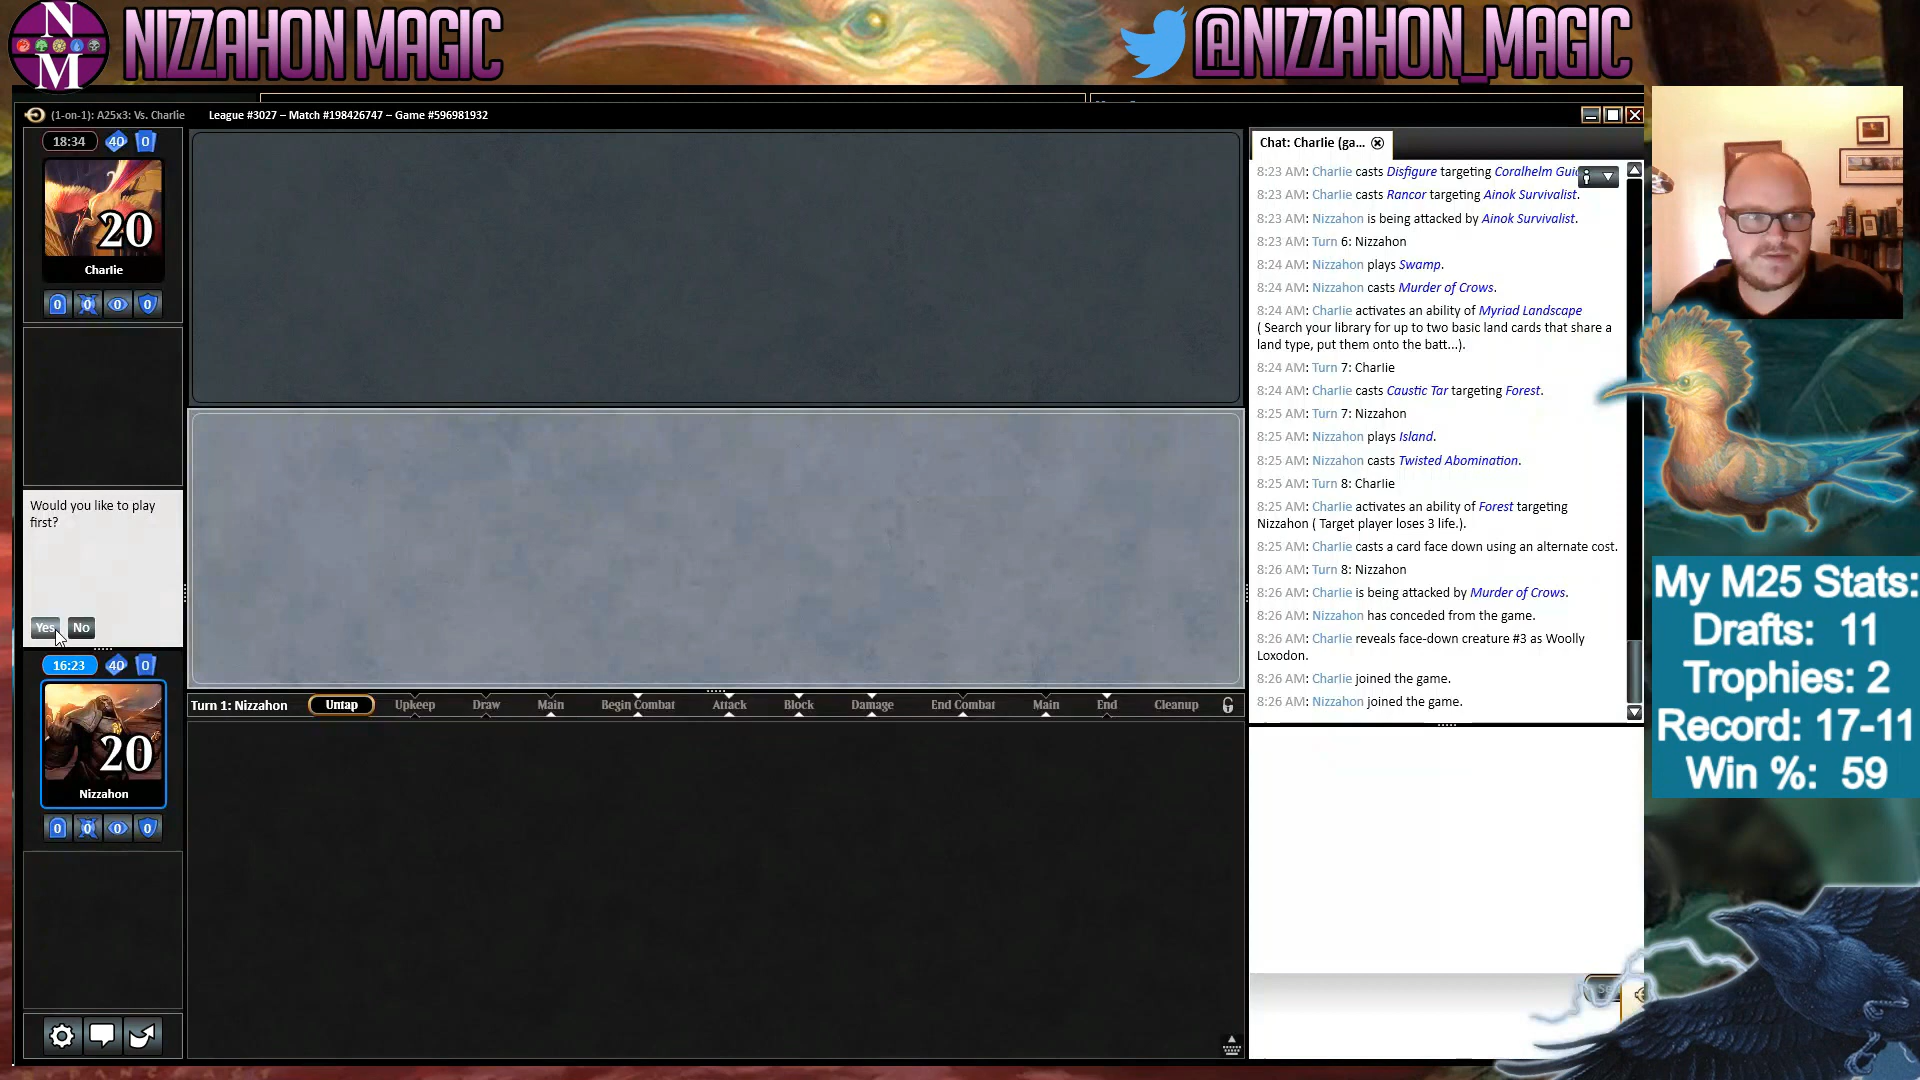 NM
NIZZAHON MAGIC
@NIZZAHON_MAGIC
(1-on-1): A25x3: Vs. Charlie
League #3027 – Match #198426747 – Game #596981932
18:34
40
0
20
Charlie
0 0 0 0
Would you like to play
first?
Yes No
16:23
40
0
20
Nizzahon
0 0 0 0
Turn 1: Nizzahon
Untap
Upkeep
Draw
Main
Begin Combat
Attack
Block
Damage
End Combat
Main
End
Cleanup
Chat: Charlie (ga...
8:23 AM: Charlie casts Disfigure targeting Coralhelm
8:23 AM: Charlie casts Rancor targeting Ainok Survivalist.
8:23 AM: Nizzahon is being attacked by Ainok Survivalist.
8:23 AM: Turn 6: Nizzahon
8:24 AM: Nizzahon plays Swamp.
8:24 AM: Nizzahon casts Murder of Crows.
8:24 AM: Charlie activates an ability of Myriad Landscape
( Search your library for up to two basic land cards that share a
land type, put them onto the batt...).
8:24 AM: Turn 7: Charlie
8:24 AM: Charlie casts Caustic Tar targeting Forest.
8:25 AM: Turn 7: Nizzahon
8:25 AM: Nizzahon plays Island.
8:25 AM: Nizzahon casts Twisted Abomination.
8:25 AM: Turn 8: Charlie
8:25 AM: Charlie activates an ability of Forest targeting
Nizzahon ( Target player loses 3 life.).
8:25 AM: Charlie casts a card face down using an alternate cost.
8:26 AM: Turn 8: Nizzahon
8:26 AM: Charlie is being attacked by Murder of Crows.
8:26 AM: Nizzahon has conceded from the game.
8:26 AM: Charlie reveals face-down creature #3 as Woolly
Loxodon.
8:26 AM: Charlie joined the game.
8:26 AM: Nizzahon joined the game.
My M25 Stats:
Drafts: 11
Trophies: 2
Record: 17-11
Win %: 59